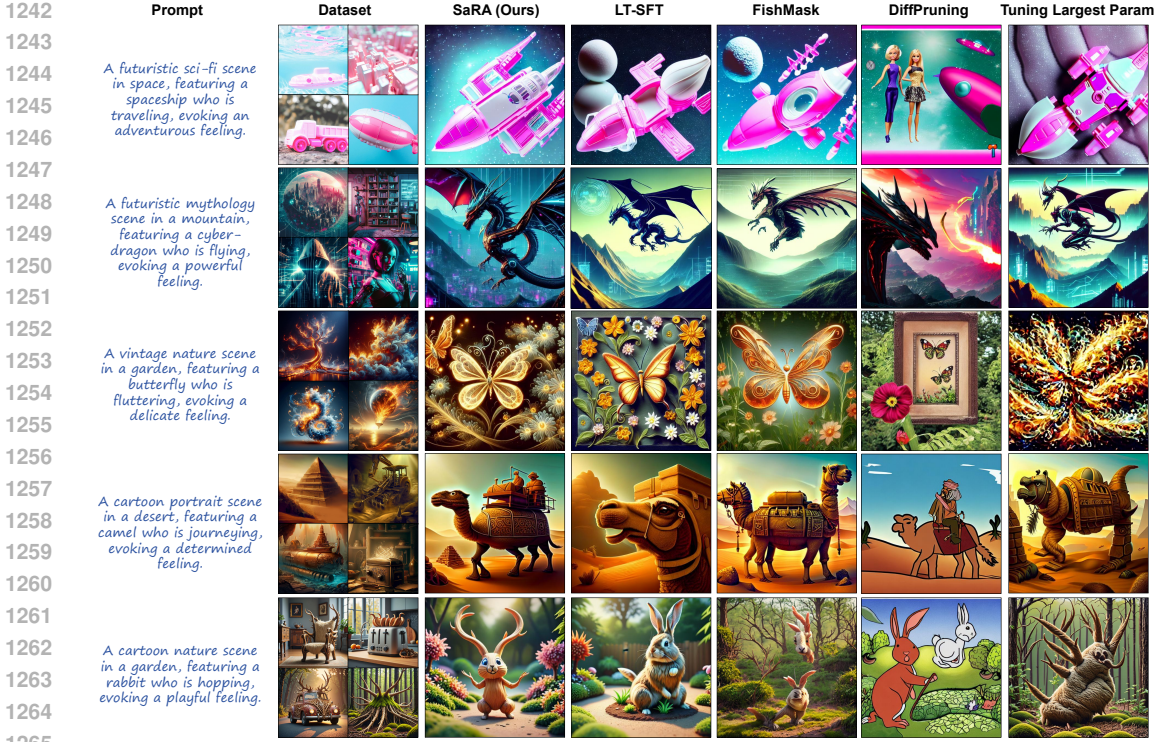 1242
Prompt Dataset SaRA (Ours) LT-SFT FishMask DiffPruning Tuning Largest Param
1243
1244
1245
1246
A futuristic sci-fi scene
in space, featuring a
spaceship who is
traveling, evoking an
adventurous feeling.
1247
1248
1249
1250
1251
A futuristic mythology
scene in a mountain,
featuring a cyber-
dragon who is flying,
evoking a powerful
feeling.
1252
1253
1254
1255
A vintage nature scene
in a garden, featuring a
butterfly who is
fluttering, evoking a
delicate feeling.
1256
1257
1258
1259
1260
A cartoon portrait scene
in a desert, featuring a
camel who is journeying,
evoking a determined
feeling.
1261
1262
1263
1264
A cartoon nature scene
in a garden, featuring a
rabbit who is hopping,
evoking a playful feeling.
1265